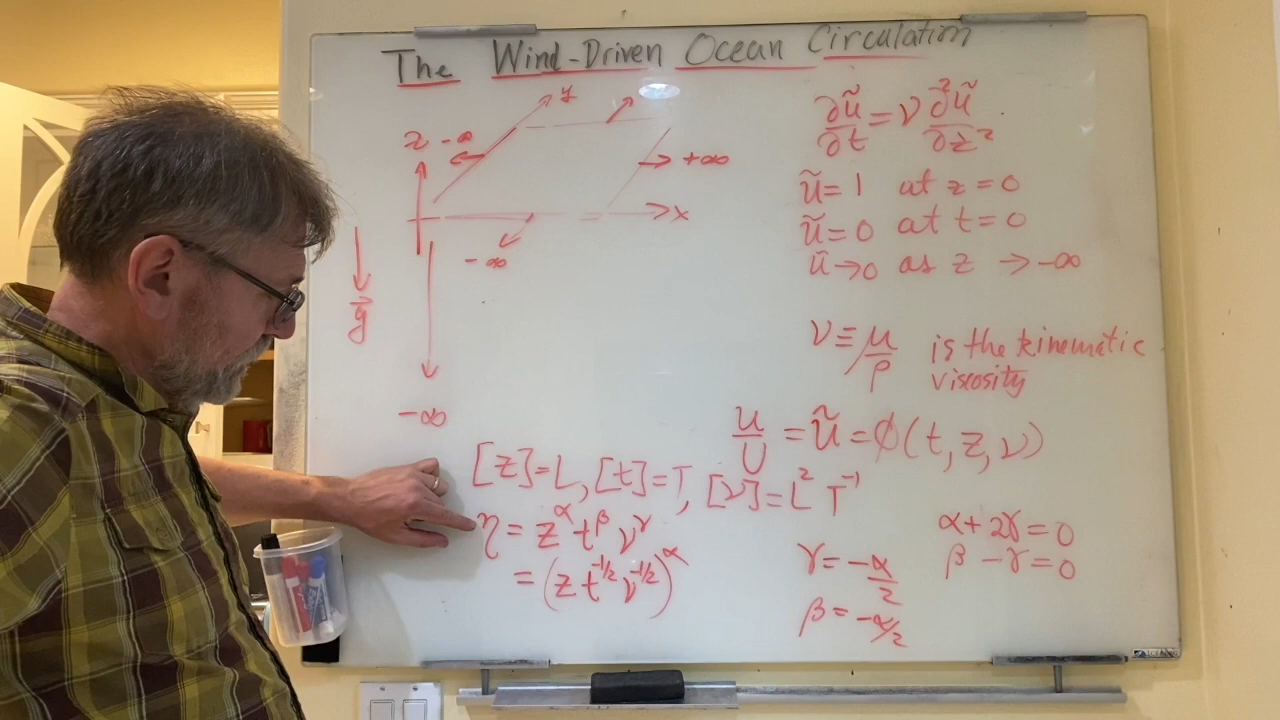 The Wind-Driven Ocean Circulation
y
z
-∞
+∞
x
-∞
g⃗
-∞
∂ũ/∂t = ν ∂²ũ/∂z²
ũ = 1 at z = 0
ũ = 0 at t = 0
ũ → 0 as z → -∞
ν ≡ μ/ρ is the kinematic
viscosity
u/U = ũ = ϕ(t, z, ν)
[z] = L, [t] = T, [ν] = L² T⁻¹
η = z^α t^β ν^γ
= (z t^-1/2 ν^-1/2)^α
α + 2γ = 0
β - γ = 0
γ = -α/2
β = -α/2